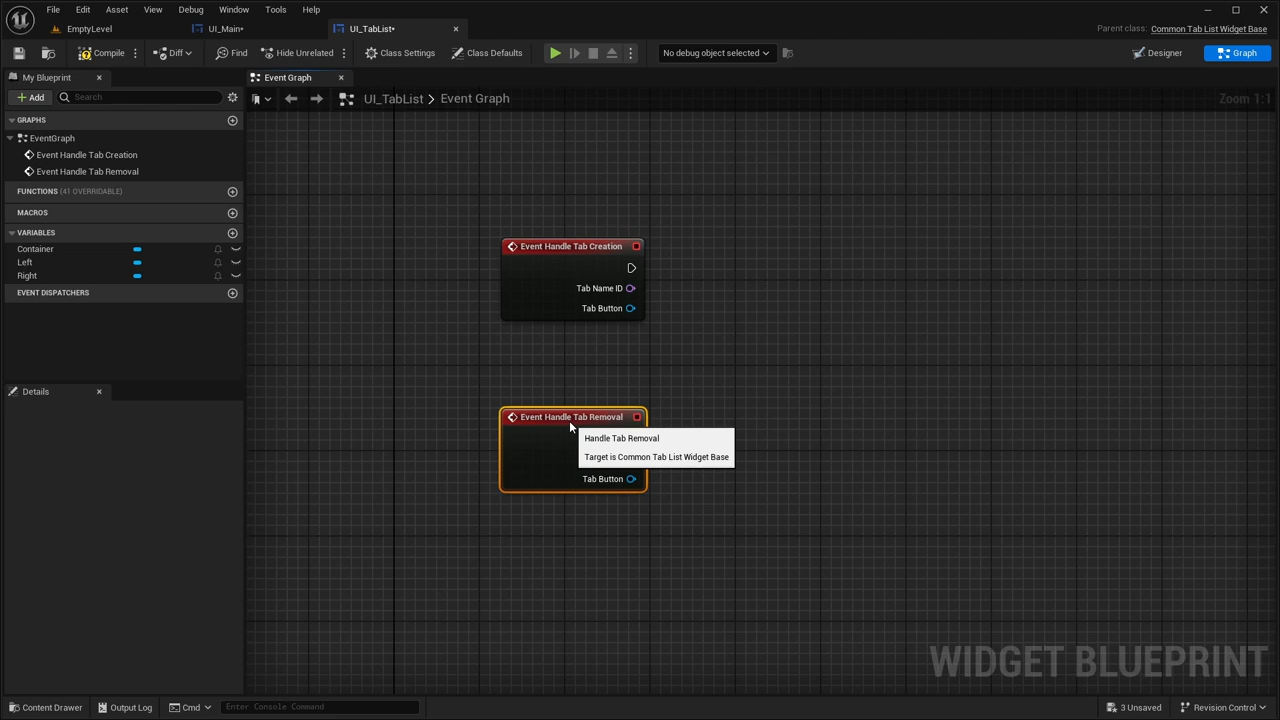 File Edit Asset View Debug Window Tools Help
EmptyLevel UI_Main* UI_TabList*
Parent class: Common Tab List Widget Base
Compile Diff Find Hide Unrelated Class Settings Class Defaults No debug object selected Designer Graph
My Blueprint
Event Graph
Add Search
UI_TabList > Event Graph
Zoom 1:1
GRAPHS
EventGraph
Event Handle Tab Creation
Event Handle Tab Removal
FUNCTIONS (41 OVERRIDABLE)
MACROS
VARIABLES
Container
Left
Right
EVENT DISPATCHERS
Details
Event Handle Tab Creation
Tab Name ID
Tab Button
Event Handle Tab Removal
Handle Tab Removal
Target is Common Tab List Widget Base
Tab Button
WIDGET BLUEPRINT
Content Drawer Output Log Cmd Enter Console Command 3 Unsaved Revision Control